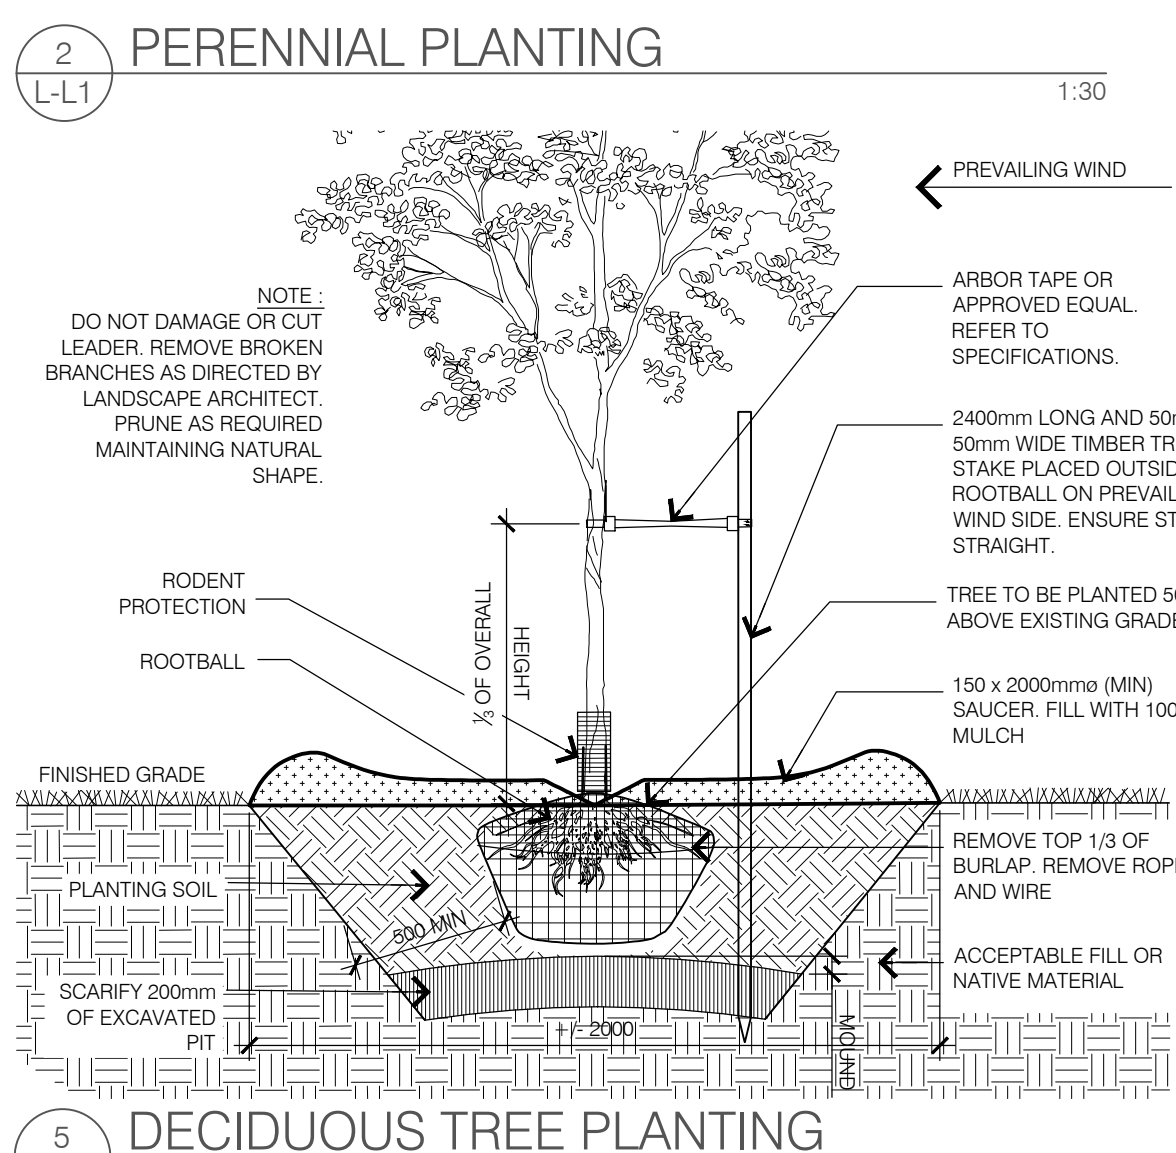 2
L-L1
PERENNIAL PLANTING
1:30
PREVAILING WIND
ARBOR TAPE OR
APPROVED EQUAL.
REFER TO
SPECIFICATIONS.
NOTE :
DO NOT DAMAGE OR CUT
LEADER. REMOVE BROKEN
BRANCHES AS DIRECTED BY
LANDSCAPE ARCHITECT.
PRUNE AS REQUIRED
MAINTAINING NATURAL
SHAPE.
2400mm LONG AND
50mm WIDE TIMBER
STAKE PLACED
ROOTBALL ON
WIND SIDE. ENSURE
STRAIGHT.
RODENT
PROTECTION
ROOTBALL
⅓ OF OVERALL
HEIGHT
TREE TO BE PLANTED
ABOVE EXISTING
150 x 2000mmø (MIN)
SAUCER. FILL WITH
MULCH
FINISHED GRADE
PLANTING SOIL
500 MIN
SCARIFY 200mm
OF EXCAVATED
PIT
+/- 2000
MOUND
REMOVE TOP 1/3 OF
BURLAP. REMOVE
AND WIRE
ACCEPTABLE FILL OR
NATIVE MATERIAL
5
DECIDUOUS TREE PLANTING